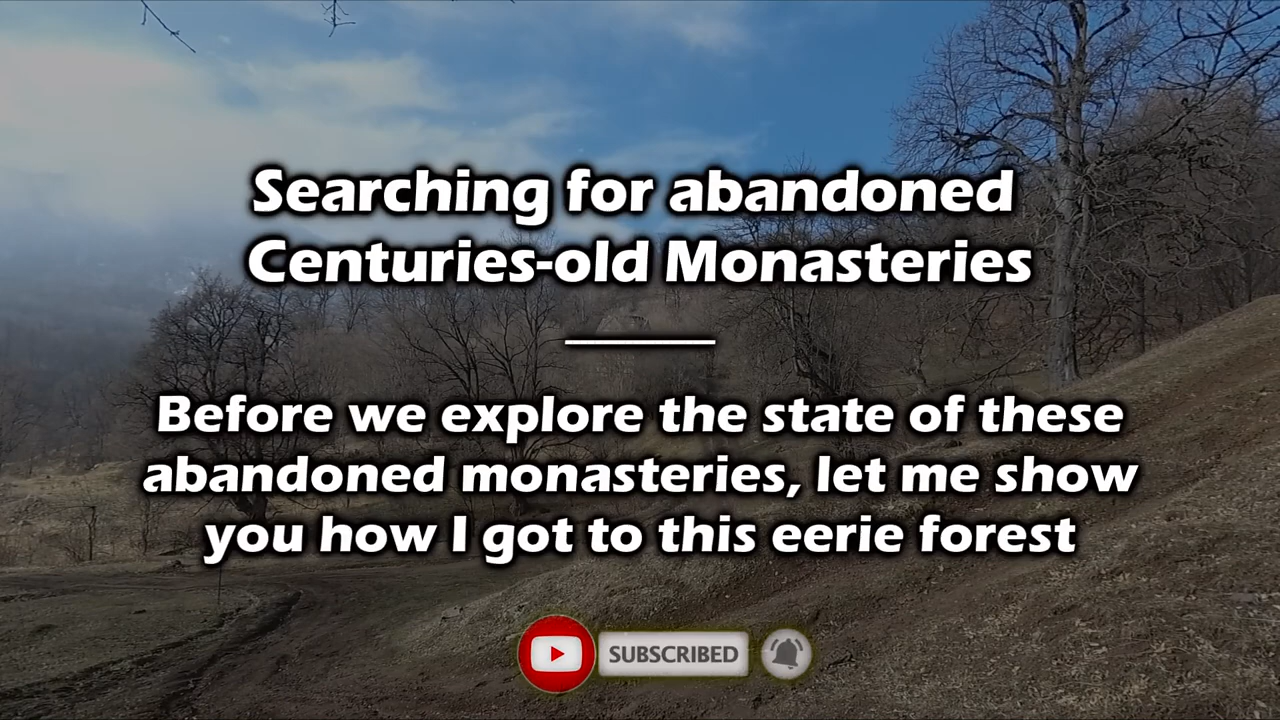 Searching for abandoned
Centuries-old Monasteries
Before we explore the state of these
abandoned monasteries, let me show
you how I got to this eerie forest
SUBSCRIBED